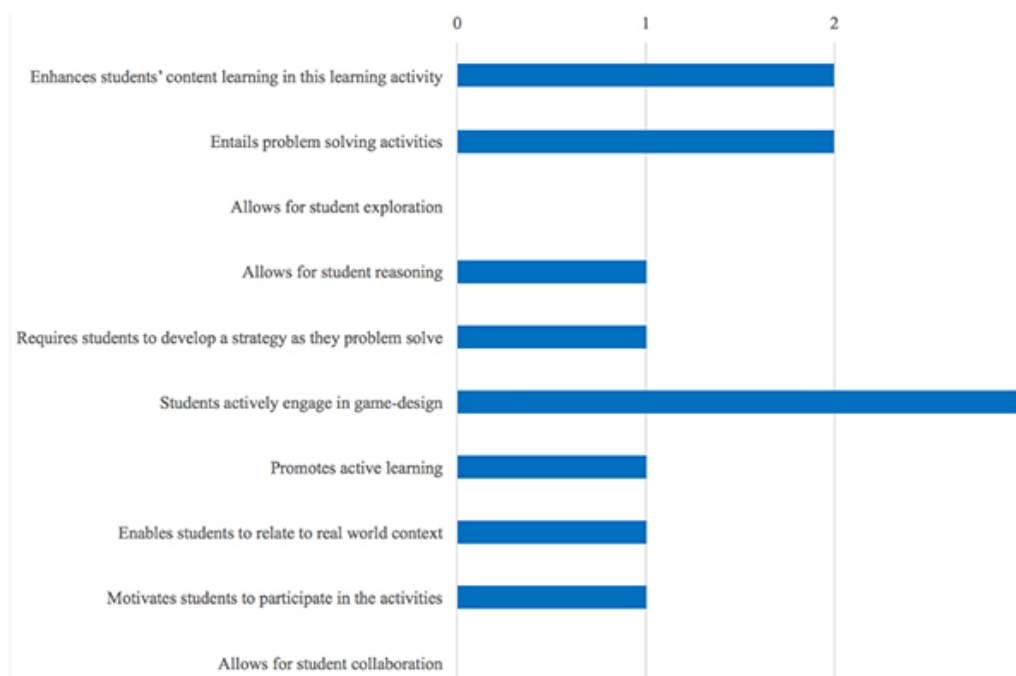 0 1 2
Enhances students’ content learning in this learning activity
Entails problem solving activities
Allows for student exploration
Allows for student reasoning
Requires students to develop a strategy as they problem solve
Students actively engage in game-design
Promotes active learning
Enables students to relate to real world context
Motivates students to participate in the activities
Allows for student collaboration